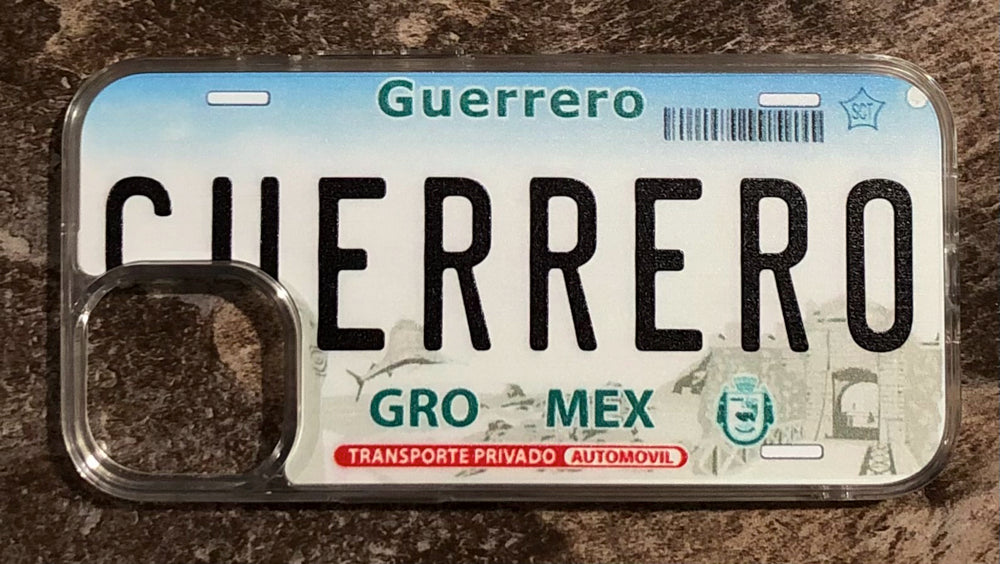 Guerrero
SCT
GUERRERO
GRO MEX
TRANSPORTE PRIVADO AUTOMOVIL